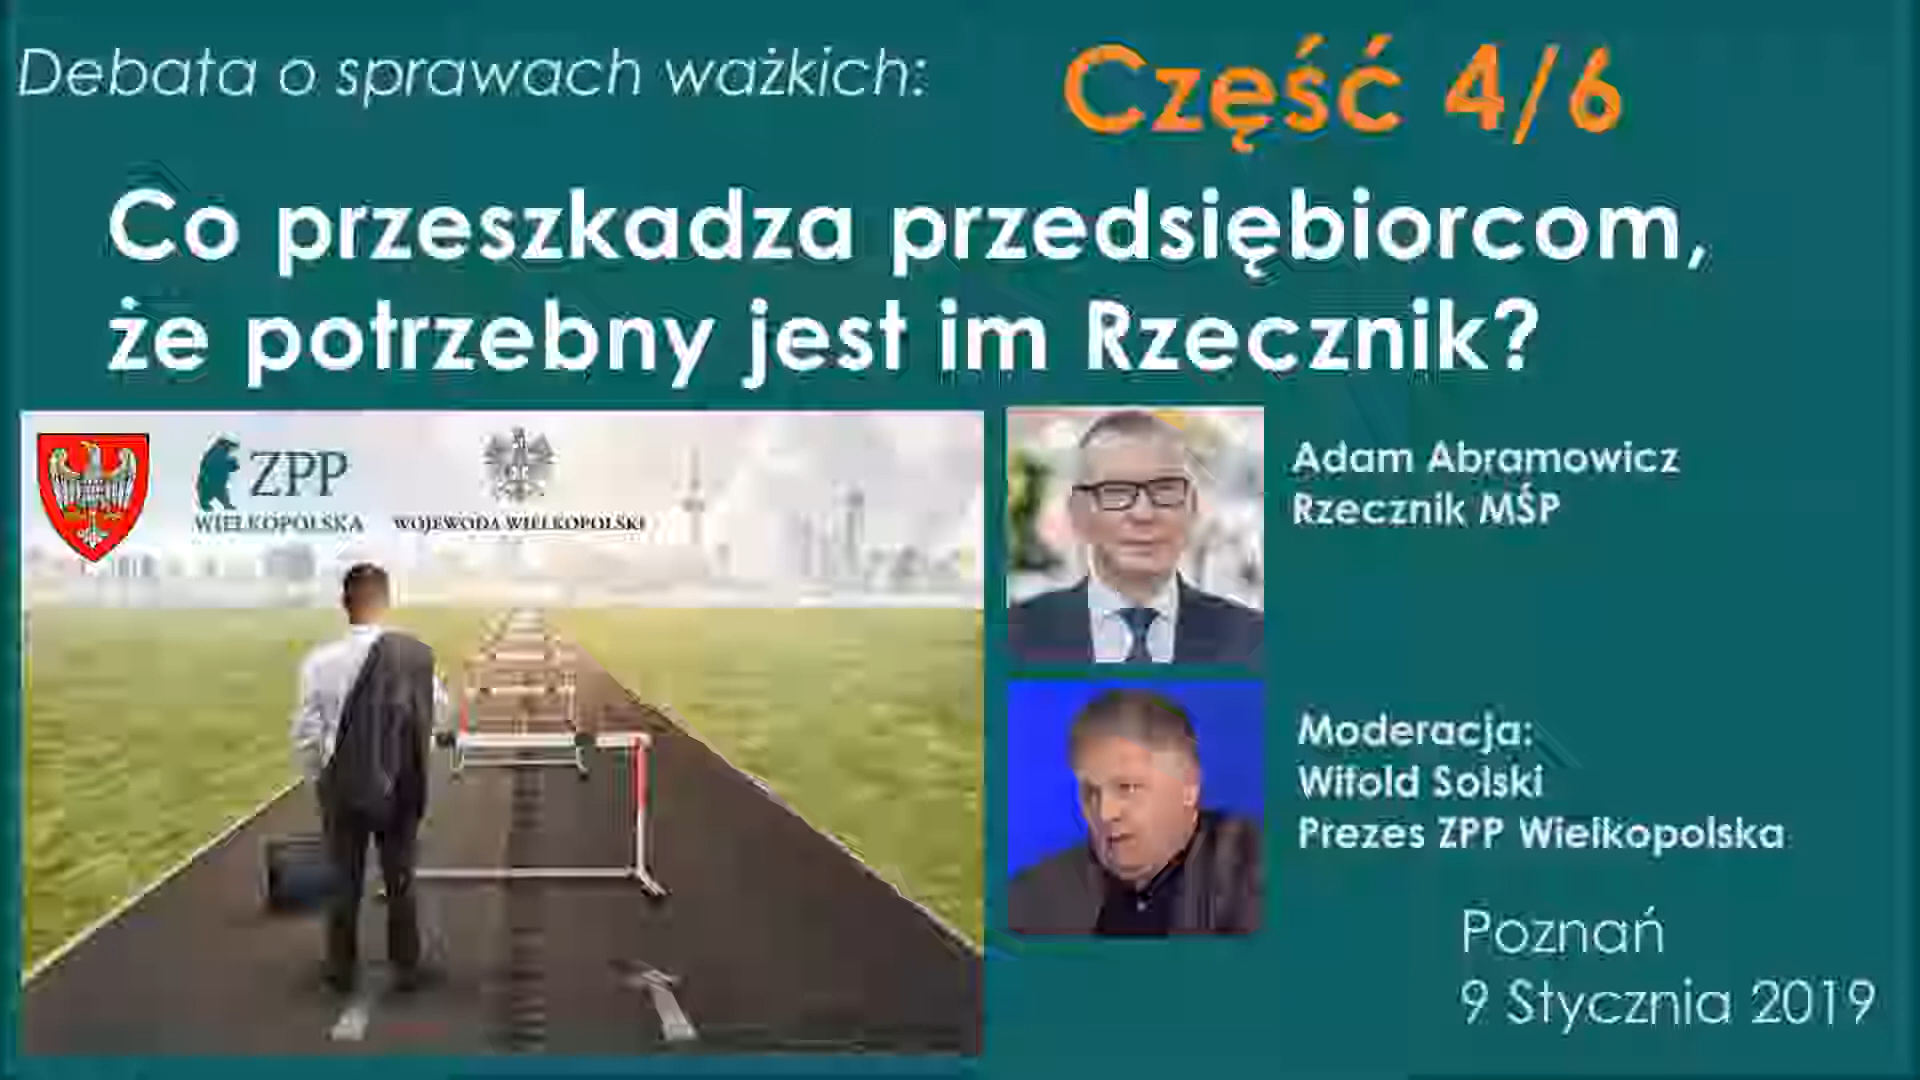 Debata o sprawach ważkich:
Część 4/6
Co przeszkadza przedsiębiorcom,
że potrzebny jest im Rzecznik?
ZPP
WIELKOPOLSKA
WOJEWODA WIELKOPOLSKI
Adam Abramowicz
Rzecznik MŚP
Moderacja:
Witold Solski
Prezes ZPP Wielkopolska
Poznań
9 Stycznia 2019